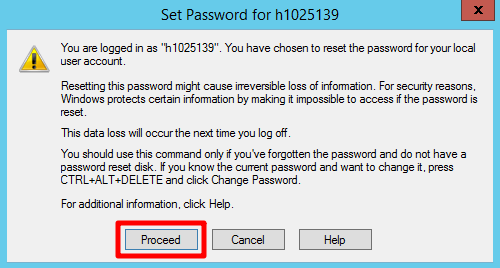 Set Password for h1025139
x
You are logged in as "h1025139". You have chosen to reset the password for your local
user account.
Resetting this password might cause irreversible loss of information. For security reasons,
Windows protects certain information by making it impossible to access if the password is
reset.
This data loss will occur the next time you log off.
You should use this command only if you've forgotten the password and do not have a
password reset disk. If you know the current password and want to change it, press
CTRL+ALT+DELETE and click Change Password.
For additional information, click Help.
Proceed Cancel Help